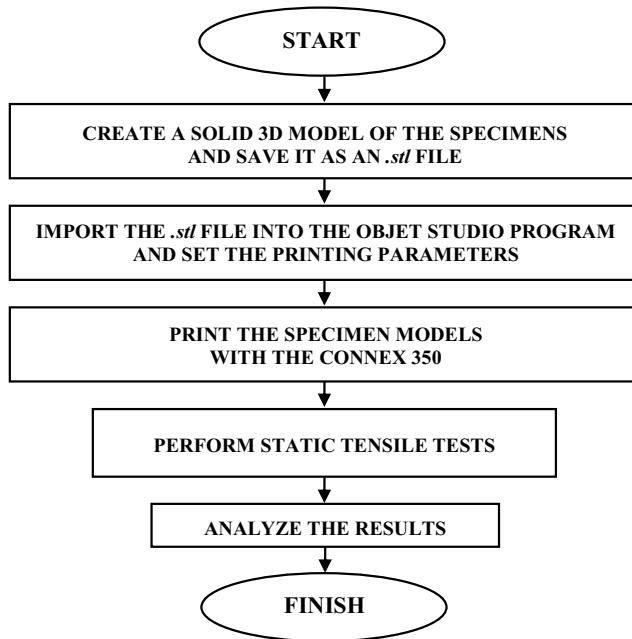 START
CREATE A SOLID 3D MODEL OF THE SPECIMENS
AND SAVE IT AS AN .stl FILE
IMPORT THE .stl FILE INTO THE OBJET STUDIO PROGRAM
AND SET THE PRINTING PARAMETERS
PRINT THE SPECIMEN MODELS
WITH THE CONNEX 350
PERFORM STATIC TENSILE TESTS
ANALYZE THE RESULTS
FINISH